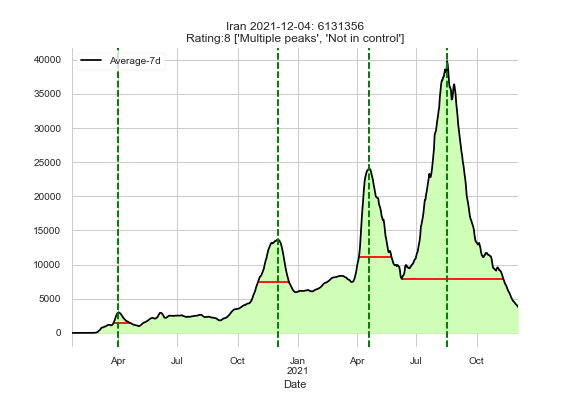 Iran 2021-12-04: 6131356
Rating:8 ['Multiple peaks', 'Not in control']
Average-7d
40000
35000
30000
25000
20000
15000
10000
5000
0
Apr Jul Oct Jan Apr Jul Oct
2021
Date